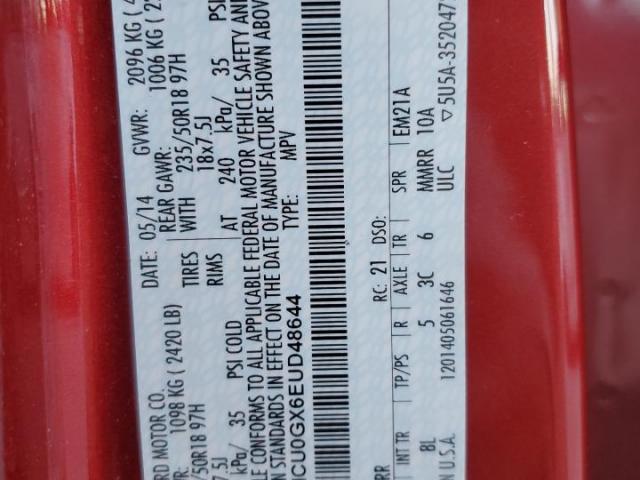 RD MOTOR CO. DATE: 05/14 GVWR: 2096 KG (
1098 KG ( 2420 LB) REAR GAWR: 1006 KG (
50R18 97H TIRES WITH 235/50R18 97H
7.5J RIMS 18x7.5J
kPa/ 35 PSI COLD AT 240 kPa/ 35 PSI
LE CONFORMS TO ALL APPLICABLE FEDERAL MOTOR VEHICLE SAFETY AND
N STANDARDS IN EFFECT ON THE DATE OF MANUFACTURE SHOWN ABOVE
CU0GX6EUD48644 TYPE: MPV
RR RC: 21 DSO:
INT TR TP/PS R AXLE TR SPR EM21A
8L 5 3C 6 MMRR 10A
N U.S.A. 1201405061646 ULC ▽5U5A-352047